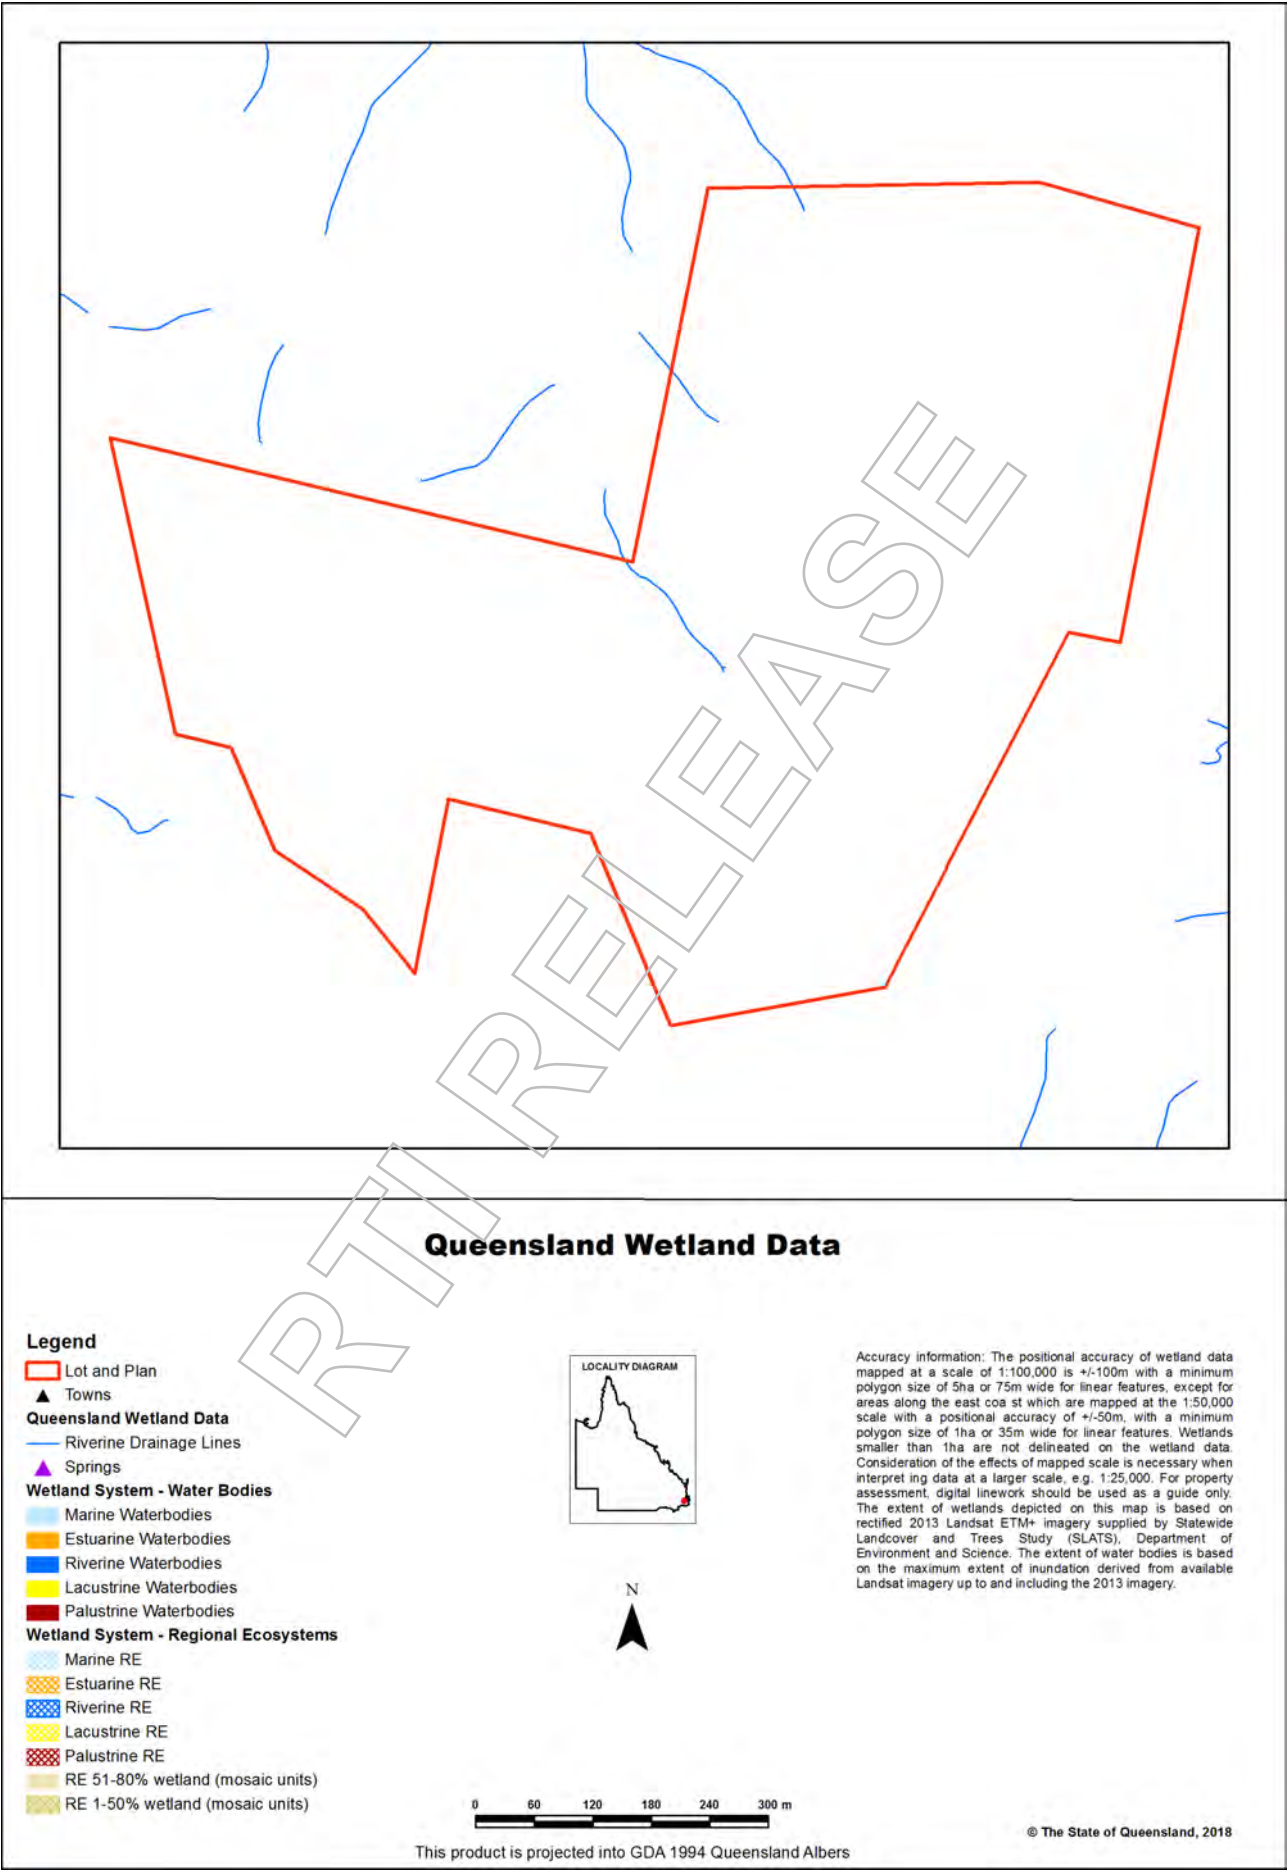 RTI RELEASE
Queensland Wetland Data
Legend
Lot and Plan
Towns
Queensland Wetland Data
Riverine Drainage Lines
Springs
Wetland System - Water Bodies
Marine Waterbodies
Estuarine Waterbodies
Riverine Waterbodies
Lacustrine Waterbodies
Palustrine Waterbodies
Wetland System - Regional Ecosystems
Marine RE
Estuarine RE
Riverine RE
Lacustrine RE
Palustrine RE
RE 51-80% wetland (mosaic units)
RE 1-50% wetland (mosaic units)
LOCALITY DIAGRAM
N
0 60 120 180 240 300 m
This product is projected into GDA 1994 Queensland Albers
Accuracy information: The positional accuracy of wetland data
mapped at a scale of 1:100,000 is +/-100m with a minimum
polygon size of 5ha or 75m wide for linear features, except for
areas along the east coa st which are mapped at the 1:50,000
scale with a positional accuracy of +/-50m, with a minimum
polygon size of 1ha or 35m wide for linear features. Wetlands
smaller than 1ha are not delineated on the wetland data.
Consideration of the effects of mapped scale is necessary when
interpret ing data at a larger scale, e.g. 1:25,000. For property
assessment, digital linework should be used as a guide only.
The extent of wetlands depicted on this map is based on
rectified 2013 Landsat ETM+ imagery supplied by Statewide
Landcover and Trees Study (SLATS), Department of
Environment and Science. The extent of water bodies is based
on the maximum extent of inundation derived from available
Landsat imagery up to and including the 2013 imagery.
© The State of Queensland, 2018